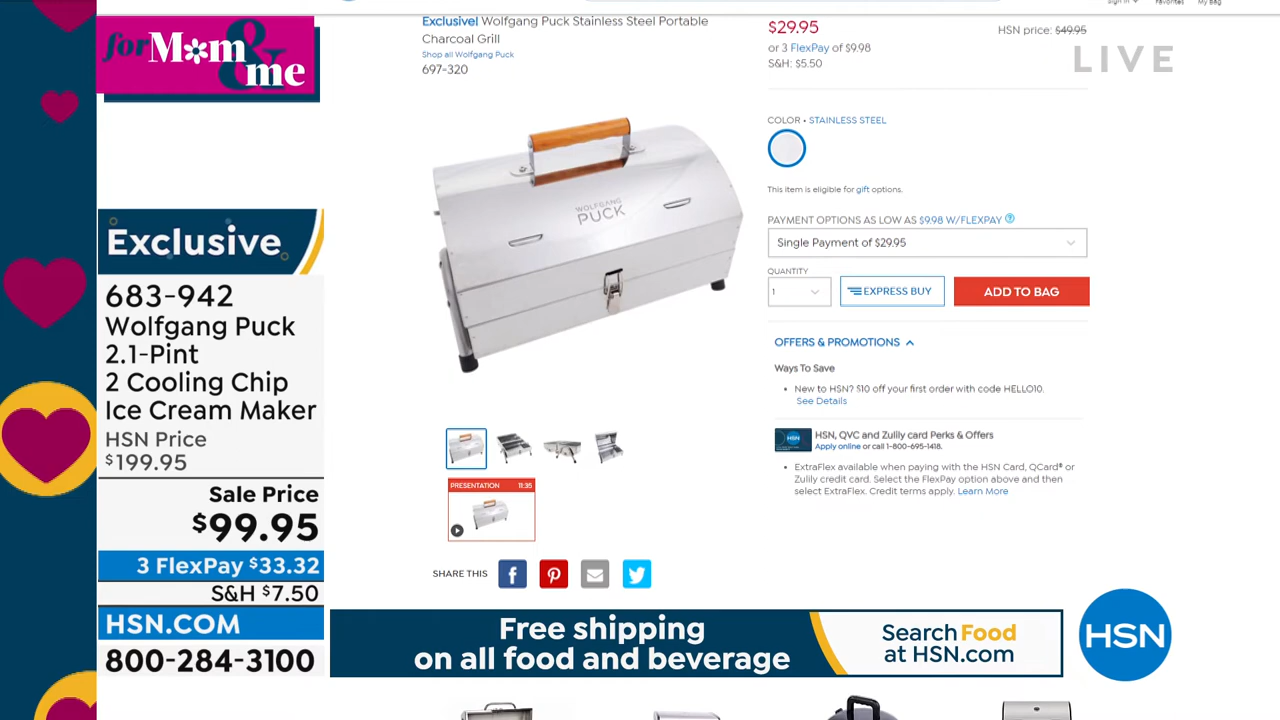 Sign in
Favorites
My Bag
for Mom
& me
Exclusive
683-942
Wolfgang Puck
2.1-Pint
2 Cooling Chip
Ice Cream Maker
HSN Price
$199.95
Sale Price
$99.95
3 FlexPay $33.32
S&H $7.50
HSN.COM
800-284-3100
Exclusive! Wolfgang Puck Stainless Steel Portable
Charcoal Grill
Shop all Wolfgang Puck
697-320
WOLFGANG
PUCK
PRESENTATION 11:35
SHARE THIS
$29.95
HSN price: $49.95
or 3 FlexPay of $9.98
S&H: $5.50
LIVE
COLOR • STAINLESS STEEL
This item is eligible for gift options.
PAYMENT OPTIONS AS LOW AS $9.98 W/FLEXPAY ?
Single Payment of $29.95
QUANTITY
1
EXPRESS BUY
ADD TO BAG
OFFERS & PROMOTIONS
Ways To Save
• New to HSN? $10 off your first order with code HELLO10.
See Details
HSN
HSN, QVC and Zulily card Perks & Offers
Apply online or call 1-800-695-1418.
• ExtraFlex available when paying with the HSN Card, QCard® or
Zulily credit card. Select the FlexPay option above and then
select ExtraFlex. Credit terms apply. Learn More
Free shipping
on all food and beverage
Search Food
at HSN.com
HSN